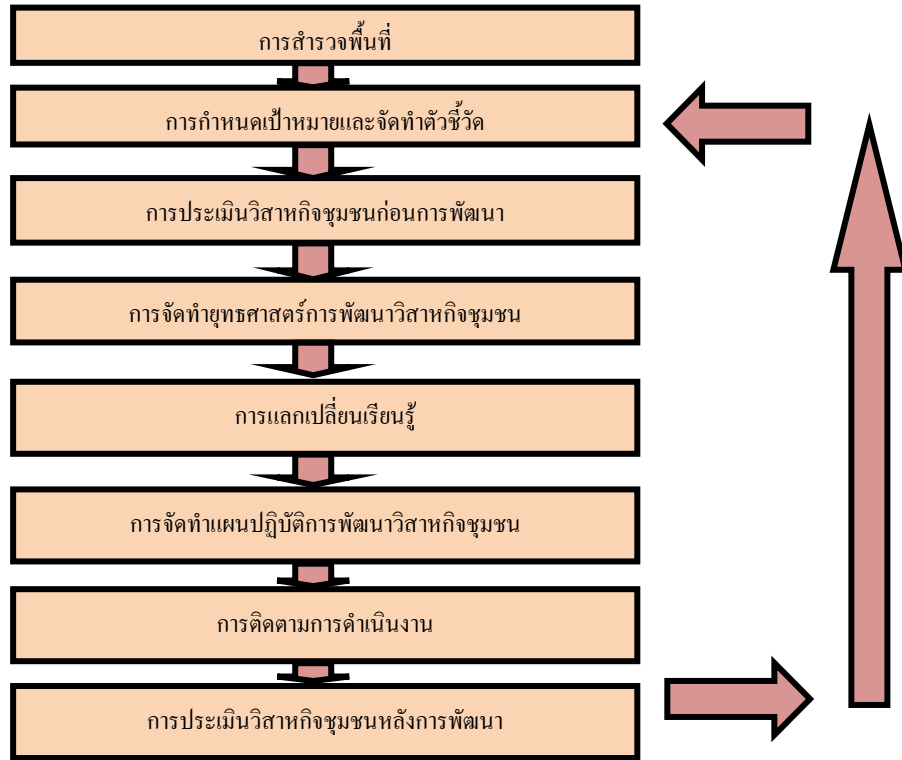 การสำรวจพื้นที่
การกำหนดเป้าหมายและจัดทำตัวชี้วัด
การประเมินวิสาหกิจชุมชนก่อนการพัฒนา
การจัดทำยุทธศาสตร์การพัฒนาวิสาหกิจชุมชน
การแลกเปลี่ยนเรียนรู้
การจัดทำแผนปฏิบัติการพัฒนาวิสาหกิจชุมชน
การติดตามการดำเนินงาน
การประเมินวิสาหกิจชุมชนหลังการพัฒนา